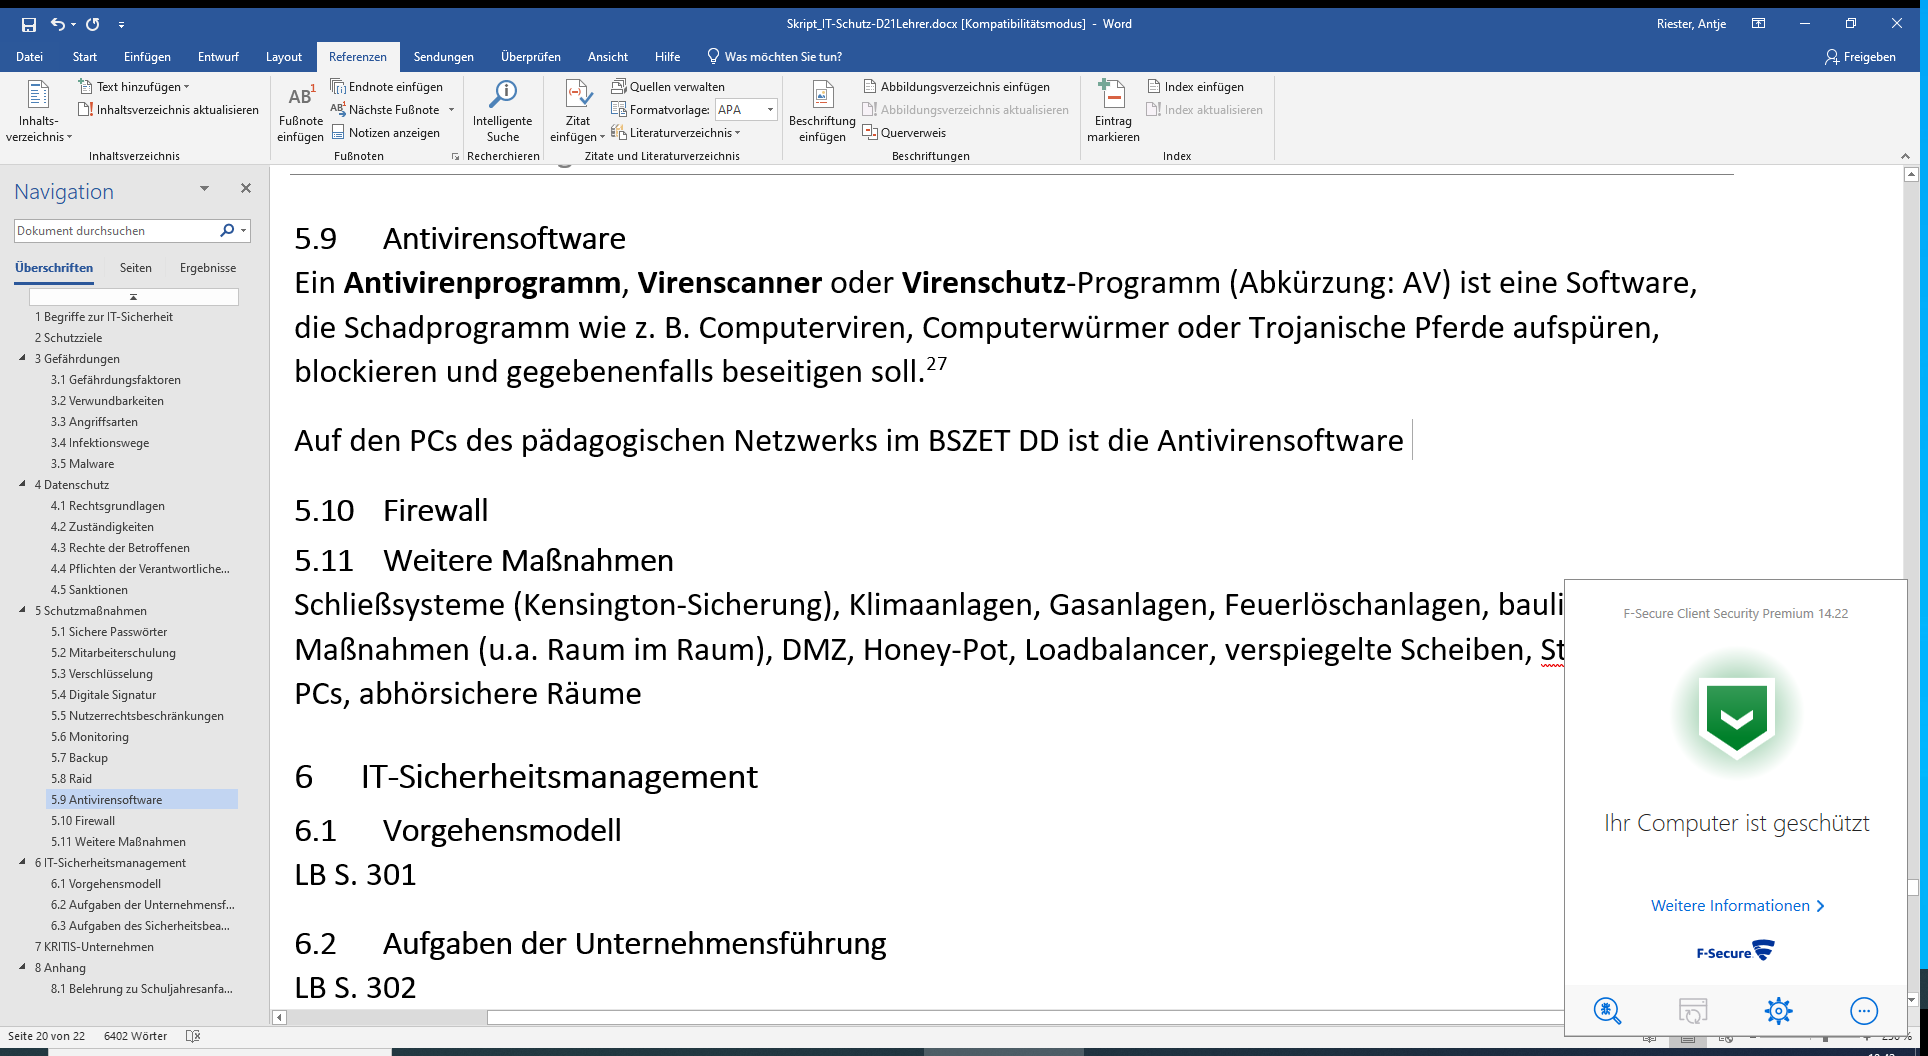 Skript_IT-Schutz-D21Lehrer.docx [Kompatibilitätsmodus] - Word
Riester, Antje
Datei Start Einfügen Entwurf Layout Referenzen Sendungen Überprüfen Ansicht Hilfe Was möchten Sie tun? Freigeben
Inhalts-
verzeichnis
Text hinzufügen
Inhaltsverzeichnis aktualisieren
Inhaltsverzeichnis
AB1
Fußnote
einfügen
Endnote einfügen
Nächste Fußnote
Notizen anzeigen
Fußnoten
Intelligente
Suche
Recherchieren
Zitat
einfügen
Quellen verwalten
Formatvorlage: APA
Literaturverzeichnis
Zitate und Literaturverzeichnis
Beschriftung
einfügen
Abbildungsverzeichnis einfügen
Abbildungsverzeichnis aktualisieren
Querverweis
Beschriftungen
Eintrag
markieren
Index einfügen
Index aktualisieren
Index
Navigation
Dokument durchsuchen
Überschriften Seiten Ergebnisse
1 Begriffe zur IT-Sicherheit
2 Schutzziele
3 Gefährdungen
3.1 Gefährdungsfaktoren
3.2 Verwundbarkeiten
3.3 Angriffsarten
3.4 Infektionswege
3.5 Malware
4 Datenschutz
4.1 Rechtsgrundlagen
4.2 Zuständigkeiten
4.3 Rechte der Betroffenen
4.4 Pflichten der Verantwortliche...
4.5 Sanktionen
5 Schutzmaßnahmen
5.1 Sichere Passwörter
5.2 Mitarbeiterschulung
5.3 Verschlüsselung
5.4 Digitale Signatur
5.5 Nutzerrechtsbeschränkungen
5.6 Monitoring
5.7 Backup
5.8 Raid
5.9 Antivirensoftware
5.10 Firewall
5.11 Weitere Maßnahmen
6 IT-Sicherheitsmanagement
6.1 Vorgehensmodell
6.2 Aufgaben der Unternehmensf...
6.3 Aufgaben des Sicherheitsbea...
7 KRITIS-Unternehmen
8 Anhang
8.1 Belehrung zu Schuljahresanfa...
5.9 Antivirensoftware
Ein Antivirenprogramm, Virenscanner oder Virenschutz-Programm (Abkürzung: AV) ist eine Software,
die Schadprogramm wie z. B. Computerviren, Computerwürmer oder Trojanische Pferde aufspüren,
blockieren und gegebenenfalls beseitigen soll.27
Auf den PCs des pädagogischen Netzwerks im BSZET DD ist die Antivirensoftware
5.10 Firewall
5.11 Weitere Maßnahmen
Schließsysteme (Kensington-Sicherung), Klimaanlagen, Gasanlagen, Feuerlöschanlagen, bauli
Maßnahmen (u.a. Raum im Raum), DMZ, Honey-Pot, Loadbalancer, verspiegelte Scheiben, St
PCs, abhörsichere Räume
6 IT-Sicherheitsmanagement
6.1 Vorgehensmodell
LB S. 301
6.2 Aufgaben der Unternehmensführung
LB S. 302
F-Secure Client Security Premium 14.22
Ihr Computer ist geschützt
Weitere Informationen
F-Secure
Seite 20 von 22 6402 Wörter